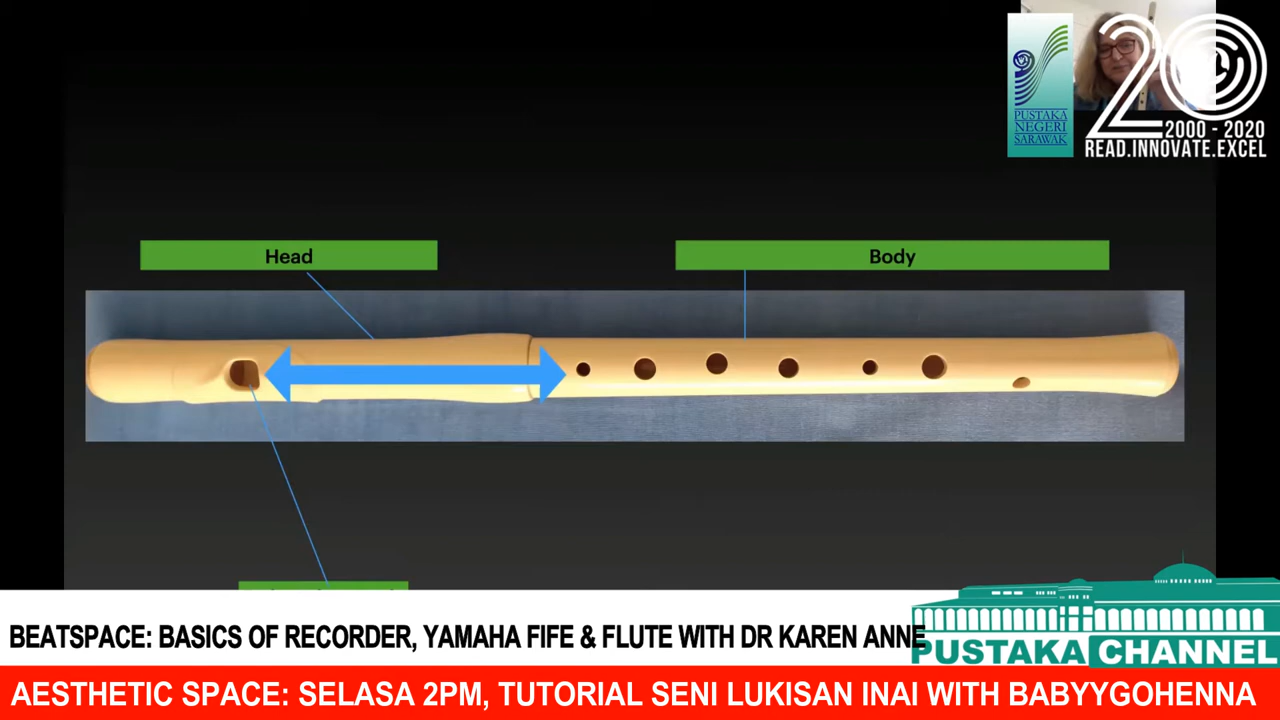 PUSTAKA
NEGERI
SARAWAK
20
2000 - 2020
READ.INNOVATE.EXCEL
Head
Body
BEATSPACE: BASICS OF RECORDER, YAMAHA FIFE & FLUTE WITH DR KAREN ANNE
PUSTAKA CHANNEL
AESTHETIC SPACE: SELASA 2PM, TUTORIAL SENI LUKISAN INAI WITH BABYYGOHENNA